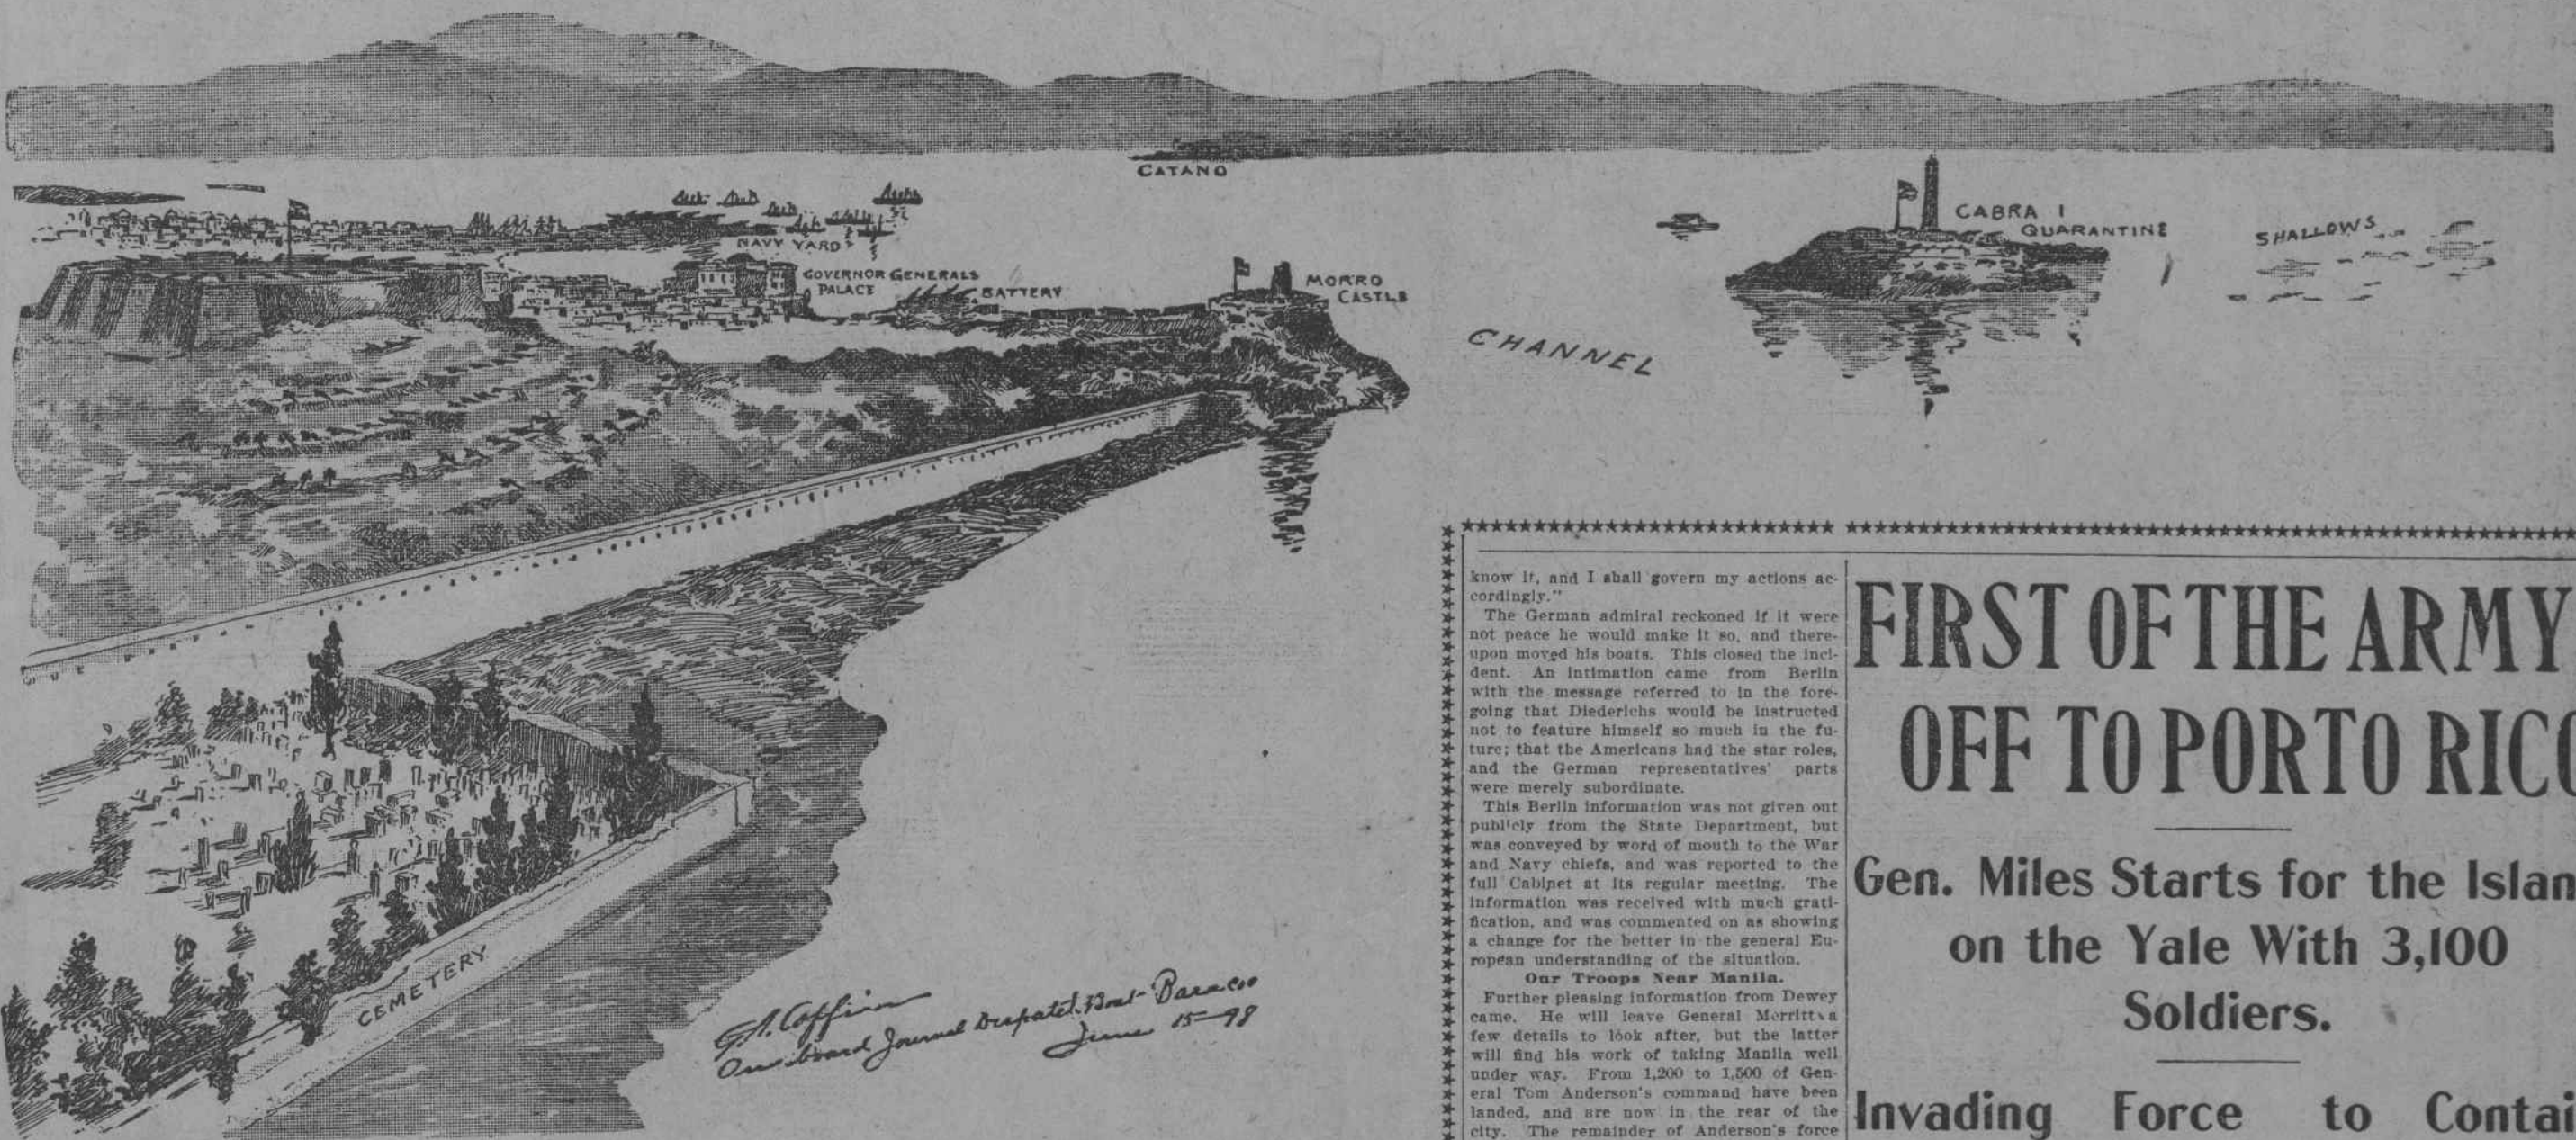 CATANO
CABRA I
QUARANTINE
SHALLOWS
NAVY YARD
GOVERNOR GENERALS
PALACE
BATTERY
MORRO
CASTLE
CHANNEL
CEMETERY
G.A. Coffin
On board Journal Despatch Boat
June 15-98
know it, and I shall govern my actions ac-
cordingly."
The German admiral reckoned if it were
not peace he would make it so, and there-
upon moved his boats. This closed the inci-
dent. An intimation came from Berlin
with the message referred to in the fore-
going that Diederichs would be instructed
not to feature himself so much in the fu-
ture; that the Americans had the star roles,
and the German representatives' parts
were merely subordinate.
This Berlin information was not given out
publicly from the State Department, but
was conveyed by word of mouth to the War
and Navy chiefs, and was reported to the
full Cabinet at its regular meeting. The
information was received with much grati-
fication, and was commented on as showing
a change for the better in the general Eu-
ropean understanding of the situation.
Our Troops Near Manila.
Further pleasing information from Dewey
came. He will leave General Merritt a
few details to look after, but the latter
will find his work of taking Manila well
under way. From 1,200 to 1,500 of Gen-
eral Tom Anderson's command have been
landed, and are now in the rear of the
city. The remainder of Anderson's force
FIRST OF THE ARMY
OFF TO PORTO RICO
Gen. Miles Starts for the Islan
on the Yale With 3,100
Soldiers.
Invading Force to Contai